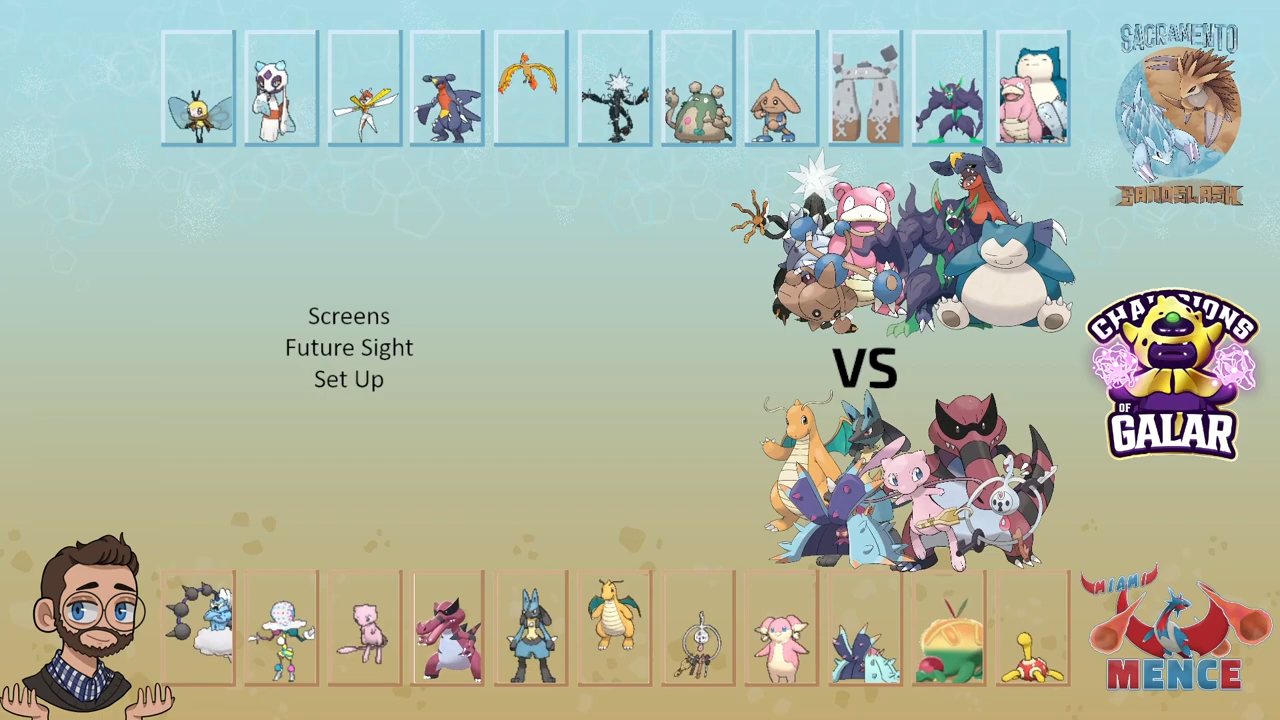 SACRAMENTO
SANDSLASH
Screens
Future Sight
Set Up
VS
CHAMPIONS
OF
GALAR
MIAMI
MENCE